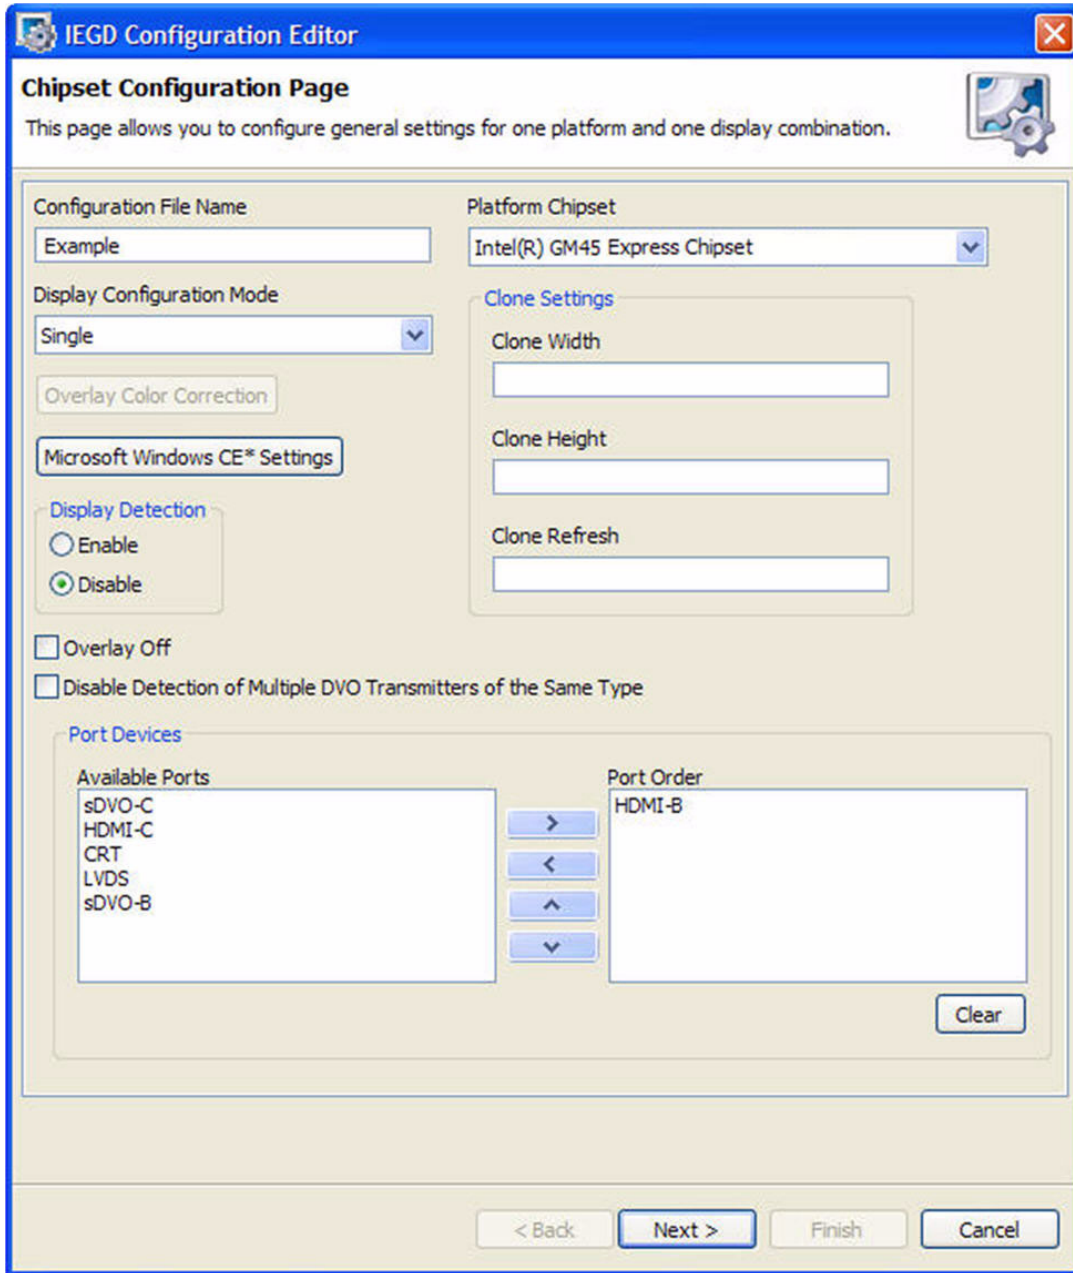 IEGD Configuration Editor
Chipset Configuration Page
This page allows you to configure general settings for one platform and one display combination.
Configuration File Name
Example
Platform Chipset
Intel(R) GM45 Express Chipset
Display Configuration Mode
Single
Clone Settings
Clone Width
Overlay Color Correction
Clone Height
Microsoft Windows CE* Settings
Display Detection
Enable
Disable
Clone Refresh
Overlay Off
Disable Detection of Multiple DVO Transmitters of the Same Type
Port Devices
Available Ports
sDVO-C
HDMI-C
CRT
LVDS
sDVO-B
Port Order
HDMI-B
Clear
< Back
Next >
Finish
Cancel